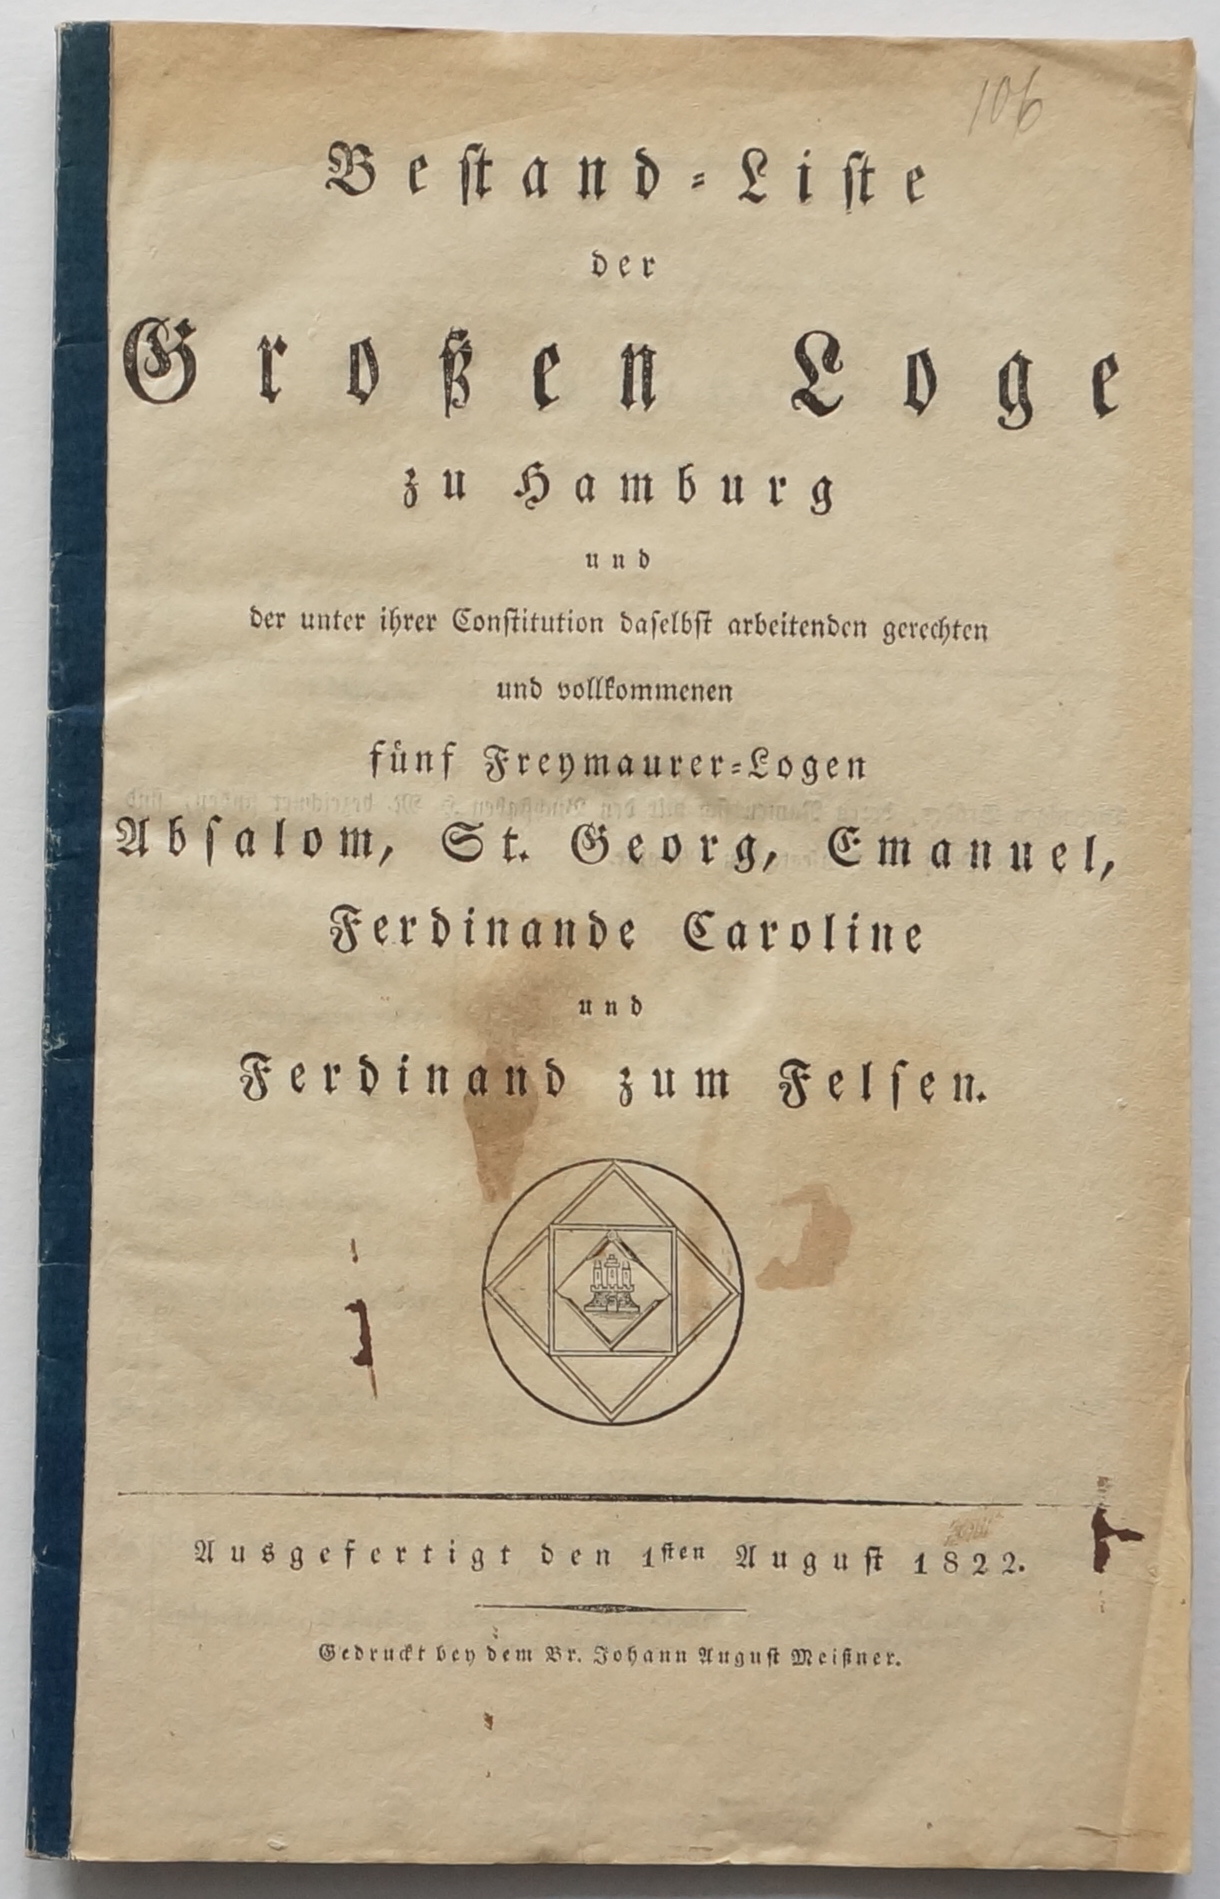 106
Bestand-Liste
der
Großen Loge
zu Hamburg
und
der unter ihrer Constitution daselbst arbeitenden gerechten
und vollkommenen
fünf Freymaurer-Logen
Absalom, St. Georg, Emanuel,
Ferdinande Caroline
und
Ferdinand zum Felsen.
Ausgefertigt den 1sten August 1822.
Gedruckt bey dem Br. Johann August Meißner.